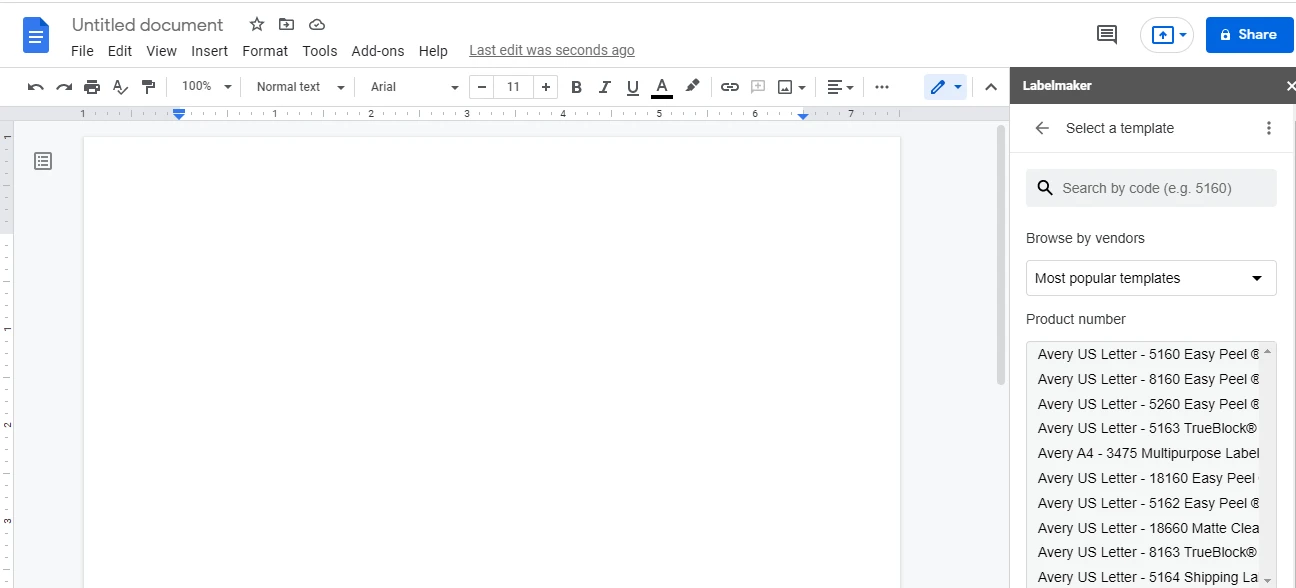 Untitled document
File Edit View Insert Format Tools Add-ons Help Last edit was seconds ago
Share
100% Normal text Arial 11 B I U A
Labelmaker
1 1 2 3 4 5 6 7
Select a template
Search by code (e.g. 5160)
Browse by vendors
Most popular templates
Product number
Avery US Letter - 5160 Easy Peel ®
Avery US Letter - 8160 Easy Peel ®
Avery US Letter - 5260 Easy Peel ®
Avery US Letter - 5163 TrueBlock®
Avery A4 - 3475 Multipurpose Label
Avery US Letter - 18160 Easy Peel
Avery US Letter - 5162 Easy Peel ®
Avery US Letter - 18660 Matte Clea
Avery US Letter - 8163 TrueBlock®
Avery US Letter - 5164 Shipping La
1
1
2
3